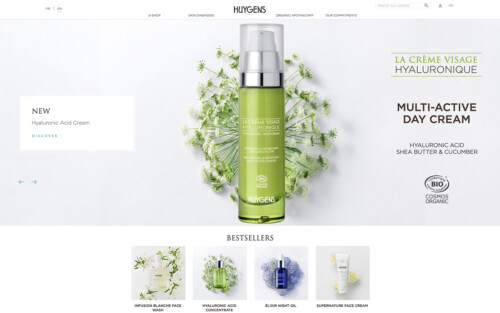 FR | EN
HUYGENS
Search our catalog
E-SHOP
SKIN DIAGNOSIS
ORGANIC APOTHECARY
OUR COMMITMENTS
NEW
Hyaluronic Acid Cream
DISCOVER
LA CRÈME VISAGE
HYALURONIQUE
HUYGENS
LA CRÈME VISAGE
HYALURONIQUE
MULTI-ACTIVE
DAY CREAM
HYALURONIC ACID
SHEA BUTTER & CUCUMBER
BIO
COSMOS
ORGANIC
BESTSELLERS
INFUSION BLANCHE FACE
WASH
HYALURONIC ACID
CONCENTRATE
ÉLIXIR NIGHT OIL
SUPERNATURE FACE CREAM